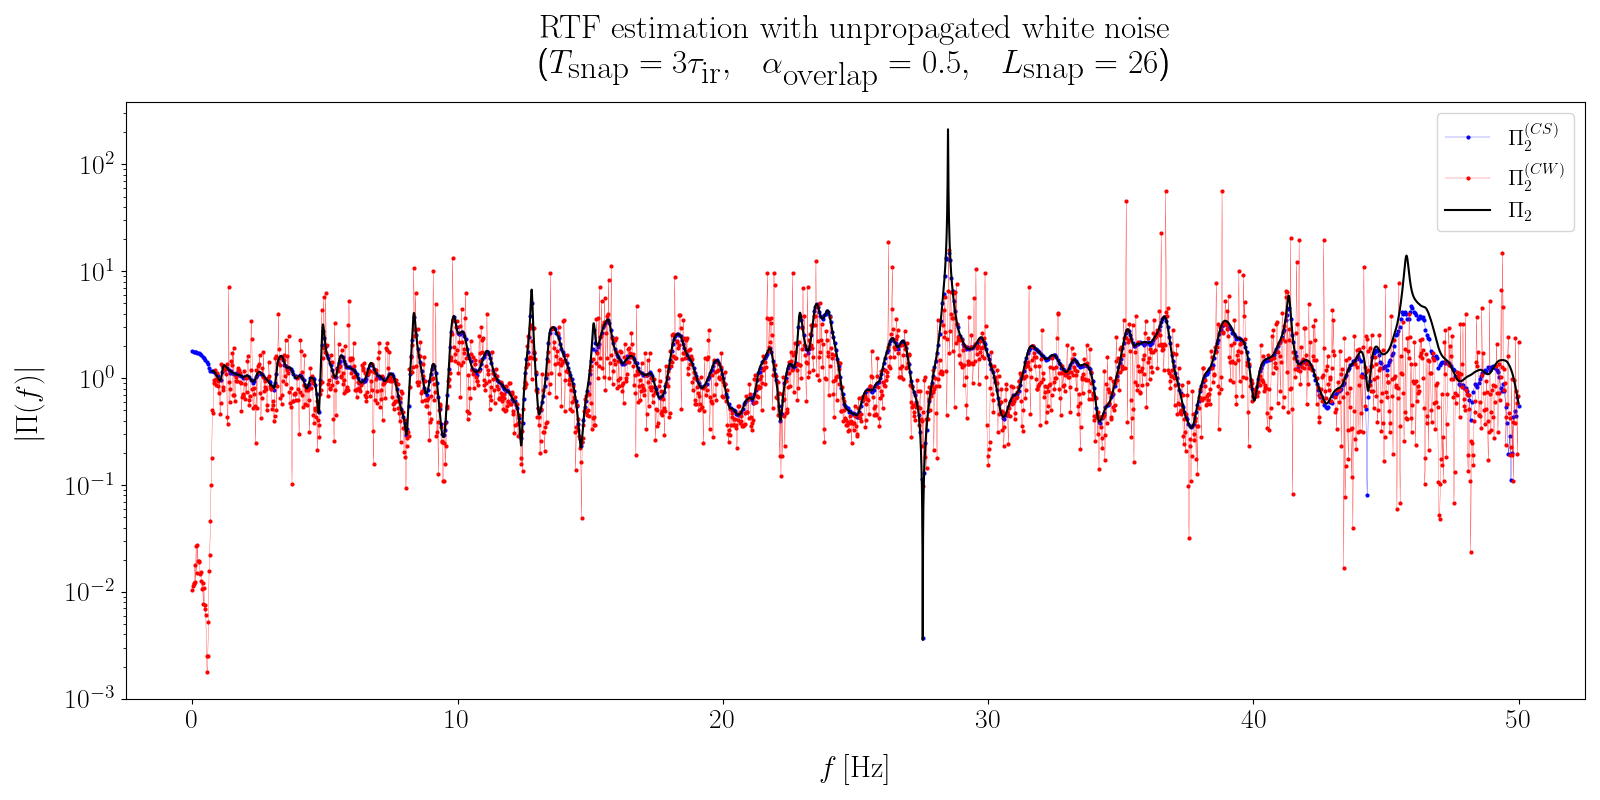 RTF estimation with unpropagated white noise
(T_snap = 3τ_ir,   α_overlap = 0.5,   L_snap = 26)
|Π(f)|
10^2
10^1
10^0
10^−1
10^−2
10^−3
Π_2^(CS)
Π_2^(CW)
Π_2
0 10 20 30 40 50
f [Hz]